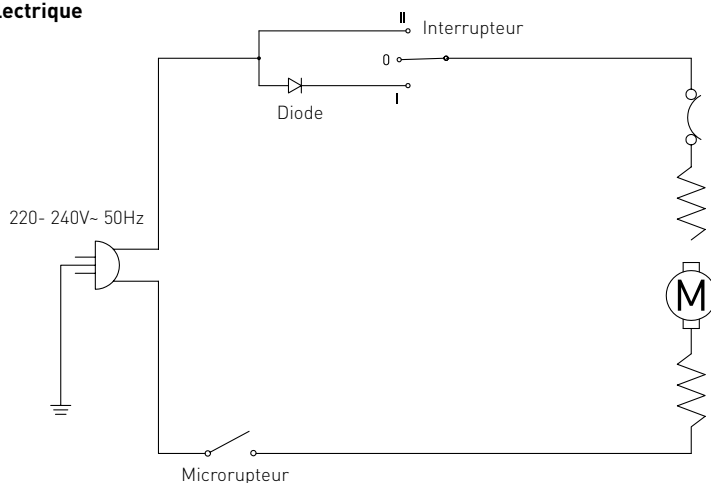 lectrique
II
Interrupteur
0
I
Diode
220- 240V~ 50Hz
M
Microrupteur